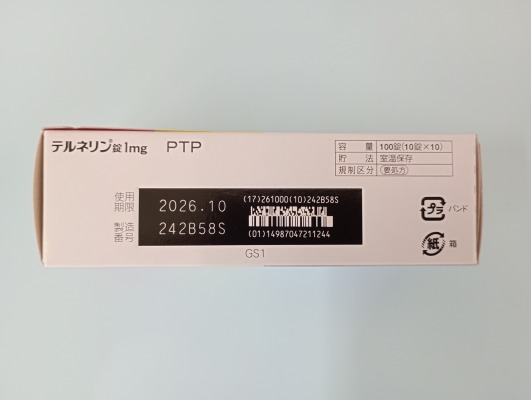 テルネリン®錠1mg PTP
容量 100錠(10錠×10)
貯法 室温保存
規制区分 (要処方)
使用期限 2026.10
製造番号 242B58S
(17)261000(10)242B58S
(01)14987047211244
GS1
プラ バンド
紙 箱